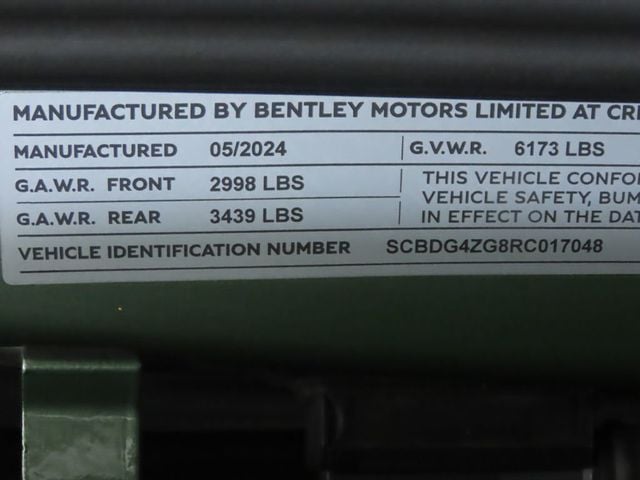 MANUFACTURED BY BENTLEY MOTORS LIMITED AT
MANUFACTURED 05/2024 G.V.W.R. 6173 LBS
G.A.W.R. FRONT 2998 LBS
THIS VEHICLE
G.A.W.R. REAR 3439 LBS
VEHICLE SAFETY,
IN EFFECT ON THE
VEHICLE IDENTIFICATION NUMBER SCBDG4ZG8RC017048